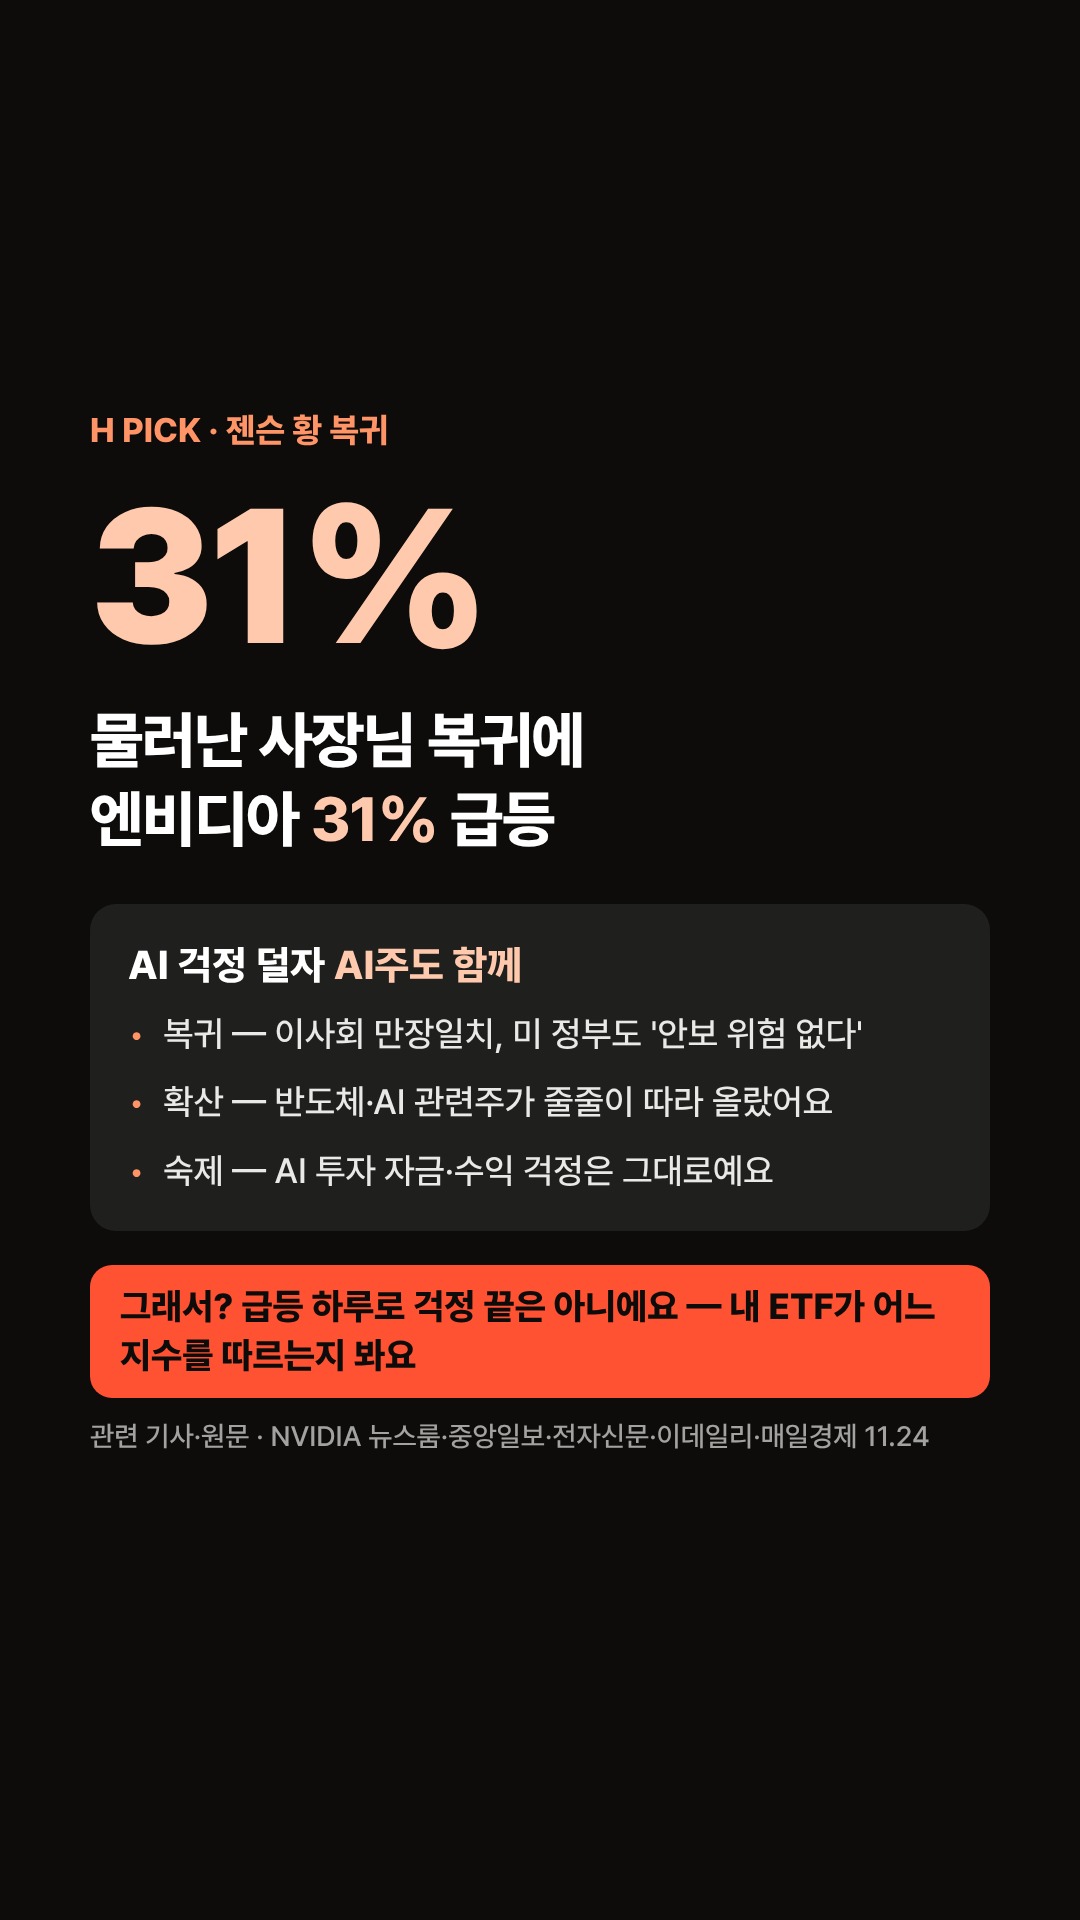 H PICK · 젠슨 황 복귀
31%
물러난 사장님 복귀에
엔비디아 31% 급등
AI 걱정 덜자 AI주도 함께
• 복귀 — 이사회 만장일치, 미 정부도 '안보 위험 없다'
• 확산 — 반도체·AI 관련주가 줄줄이 따라 올랐어요
• 숙제 — AI 투자 자금·수익 걱정은 그대로예요
그래서? 급등 하루로 걱정 끝은 아니에요 — 내 ETF가 어느
지수를 따르는지 봐요
관련 기사·원문 · NVIDIA 뉴스룸·중앙일보·전자신문·이데일리·매일경제 11.24